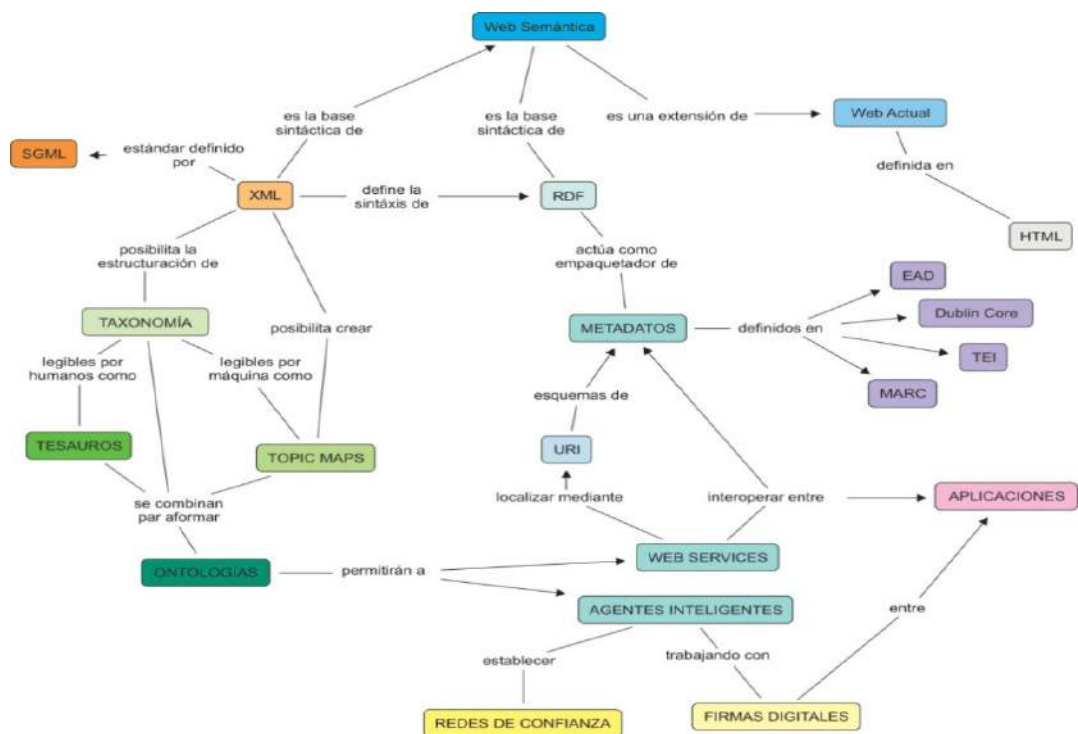 Web Semántica
es la base
sintáctica de
es la base
sintáctica de
es una extensión de
Web Actual
SGML
estándar definido
por
definida en
XML
define la
sintáxis de
RDF
HTML
posibilita la
estructuración de
actúa como
empaquetador de
EAD
TAXONOMÍA
posibilita crear
METADATOS
definidos en
Dublin Core
TEI
MARC
legibles por
humanos como
legibles por
máquina como
esquemas de
TESAUROS
TOPIC MAPS
URI
se combinan
par aformar
localizar mediante
interoperar entre
APLICACIONES
ONTOLOGÍAS
permitirán a
WEB SERVICES
AGENTES INTELIGENTES
entre
establecer
trabajando con
REDES DE CONFIANZA
FIRMAS DIGITALES